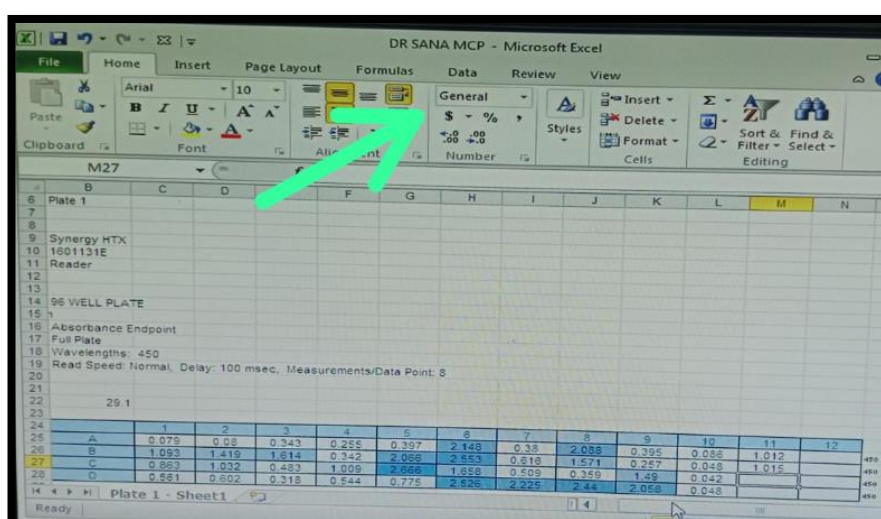 DR SANA MCP - Microsoft Excel
File Home Insert Page Layout Formulas Data Review View
Arial 10 General Insert
Paste B I U A A $ % , Styles Delete Sort & Find &
A Format Filter Select
Clipboard Font Number Cells Editing
M27
B C D F G H I J K L M N
6 Plate 1
7
8
9 Synergy HTX
10 1601131E
11 Reader
12
13
14 96 WELL PLATE
15
16 Absorbance Endpoint
17 Full Plate
18 Wavelengths: 450
19 Read Speed: Normal, Delay: 100 msec, Measurements/Data Point: 8
20
21
22 29.1
23
24 1 2 3 4 5 6 7 8 9 10 11 12
25 A 0.079 0.08 0.343 0.255 0.397 2.148 0.38 2.088 0.395 0.086 1.012 450
26 B 1.093 1.419 1.614 0.342 2.066 2.553 0.616 1.571 0.257 0.048 1.015 450
27 C 0.863 1.032 0.483 1.009 2.666 1.658 0.509 0.359 1.49 0.042 450
28 D 0.561 0.602 0.318 0.544 0.775 2.526 2.225 2.44 2.058 0.048 450
Plate 1 - Sheet1
Ready